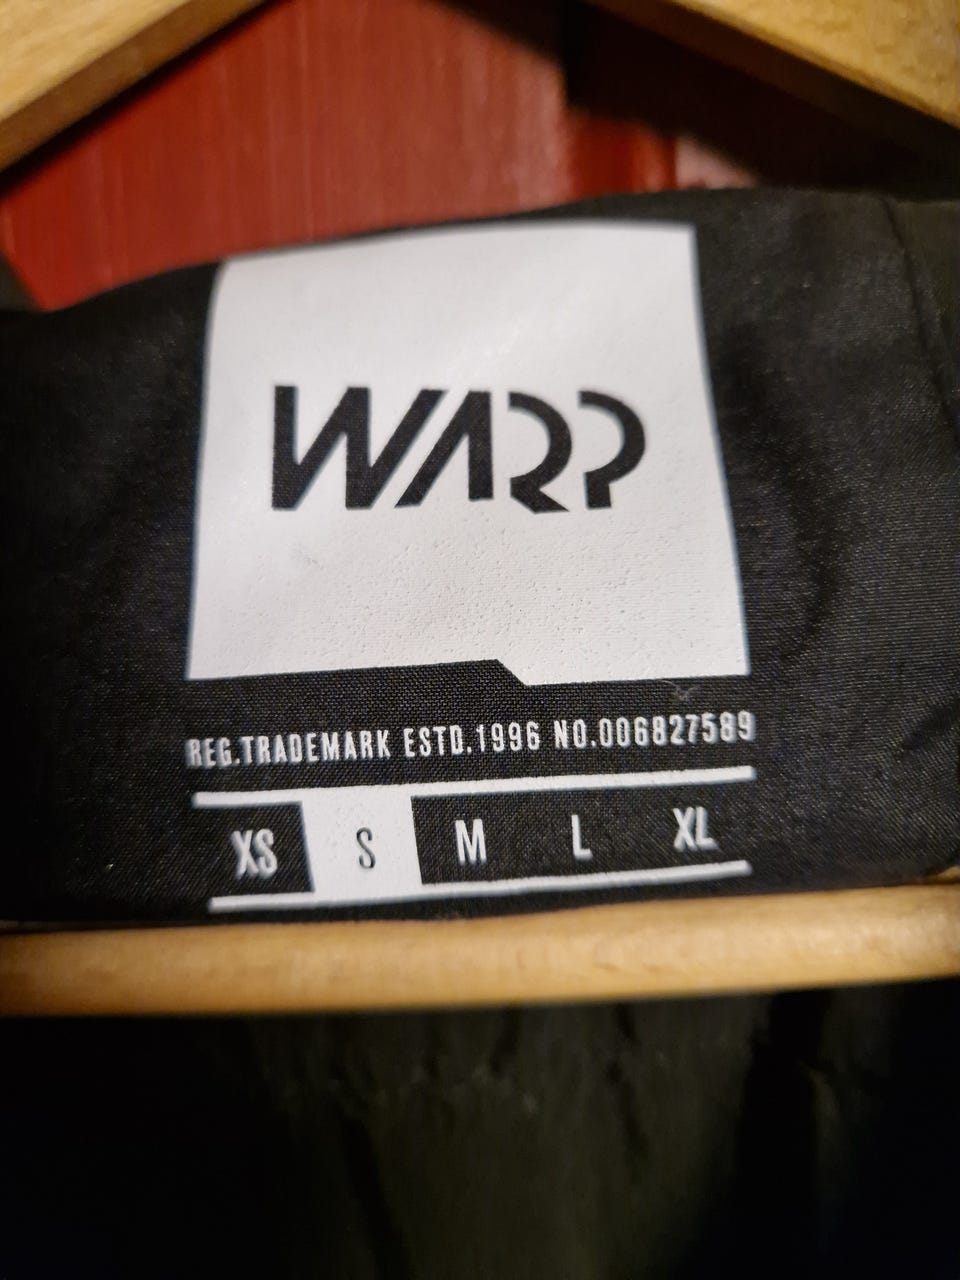 WARP
REG.TRADEMARK ESTD.1996 NO.006827589
XS S M L XL